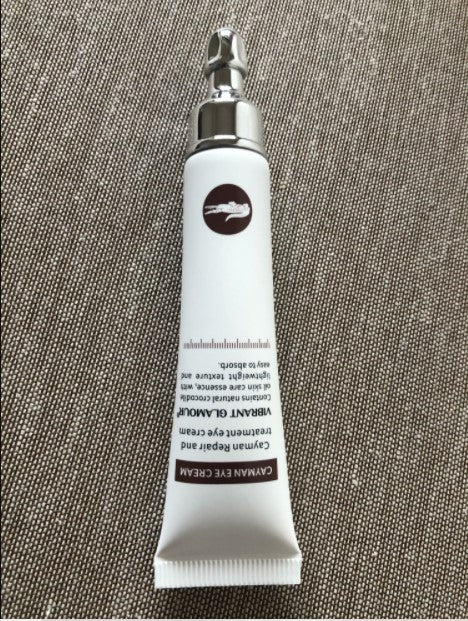 CAYMAN EYE CREAM
Cayman Repair and
treatment eye cream
VIBRANT GLAMOUR®
Contains natural crocodile
oil skin care essence, with
lightweight texture and
easy to absorb.